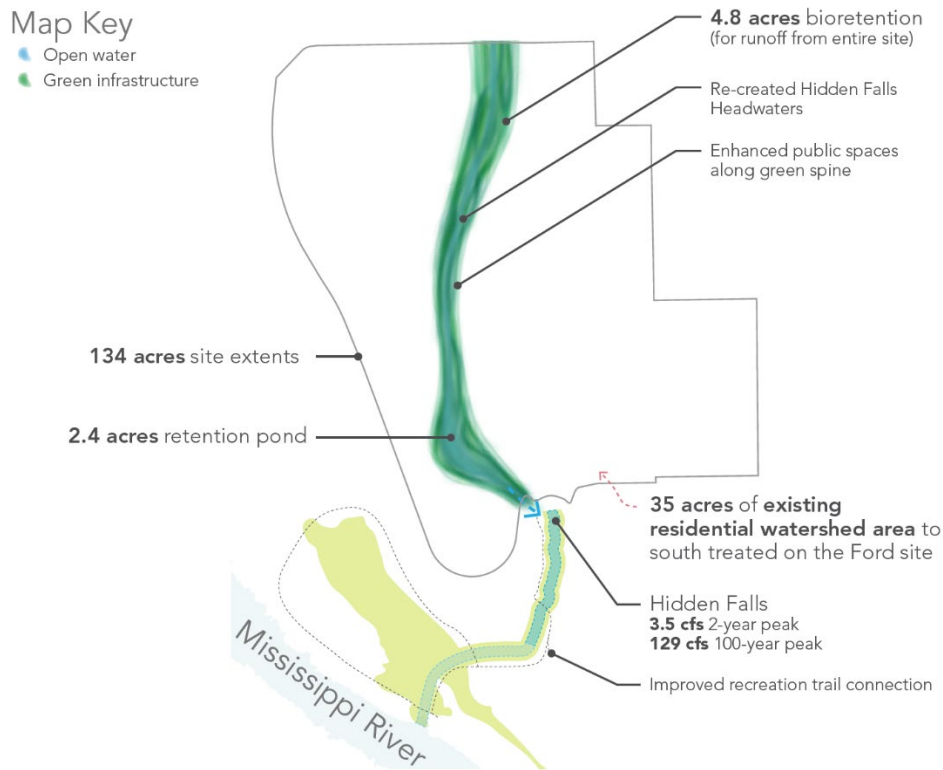 Map Key
Open water
Green infrastructure
4.8 acres bioretention
(for runoff from entire site)
Re-created Hidden Falls
Headwaters
Enhanced public spaces
along green spine
134 acres site extents
2.4 acres retention pond
35 acres of existing
residential watershed area to
south treated on the Ford site
Hidden Falls
3.5 cfs 2-year peak
129 cfs 100-year peak
Improved recreation trail connection
Mississippi River